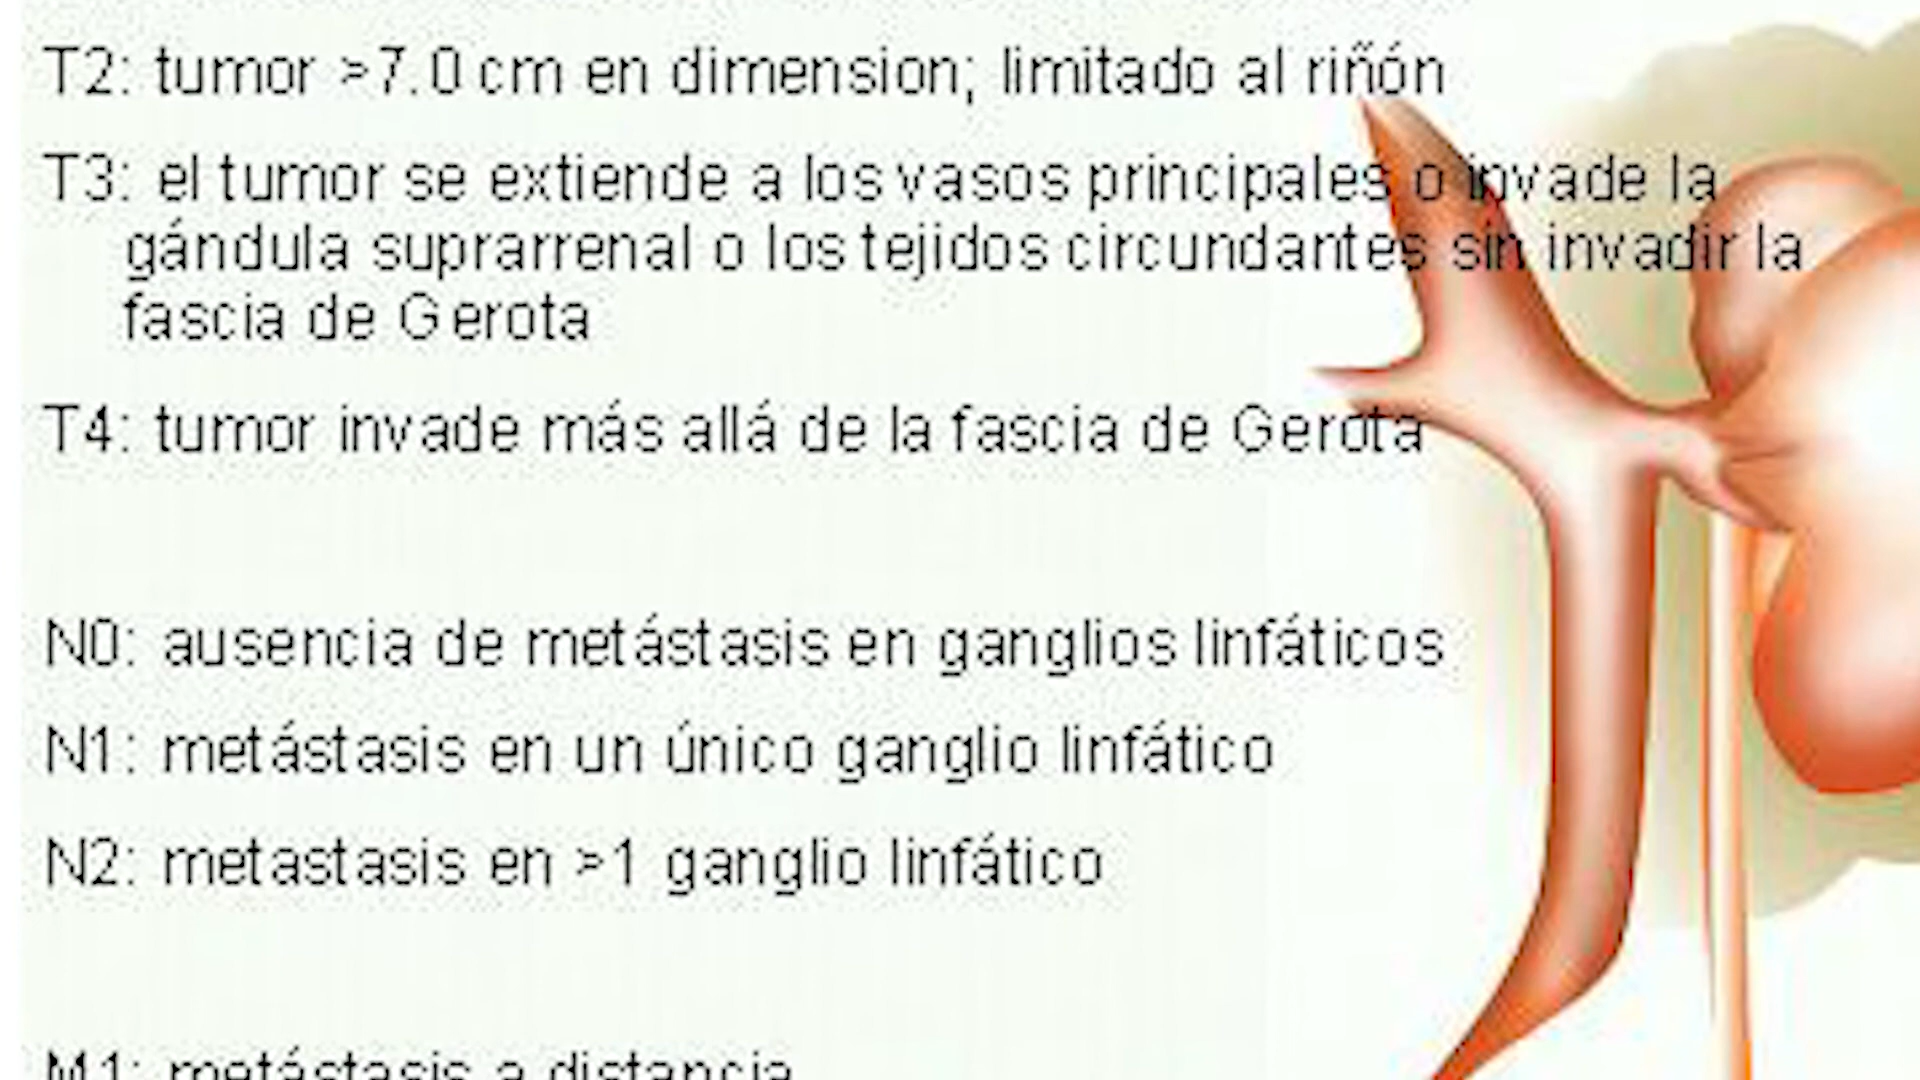 T2: tumor >7.0 cm en dimension; limitado al riñón
T3: el tumor se extiende a los vasos principales o invade la
gándula suprarrenal o los tejidos circundantes sin invadir la
fascia de Gerota
T4: tumor invade más allá de la fascia de Gerota
N0: ausencia de metástasis en ganglios linfáticos
N1: metástasis en un único ganglio linfático
N2: metastasis en >1 ganglio linfático
M1: metástasis a distancia